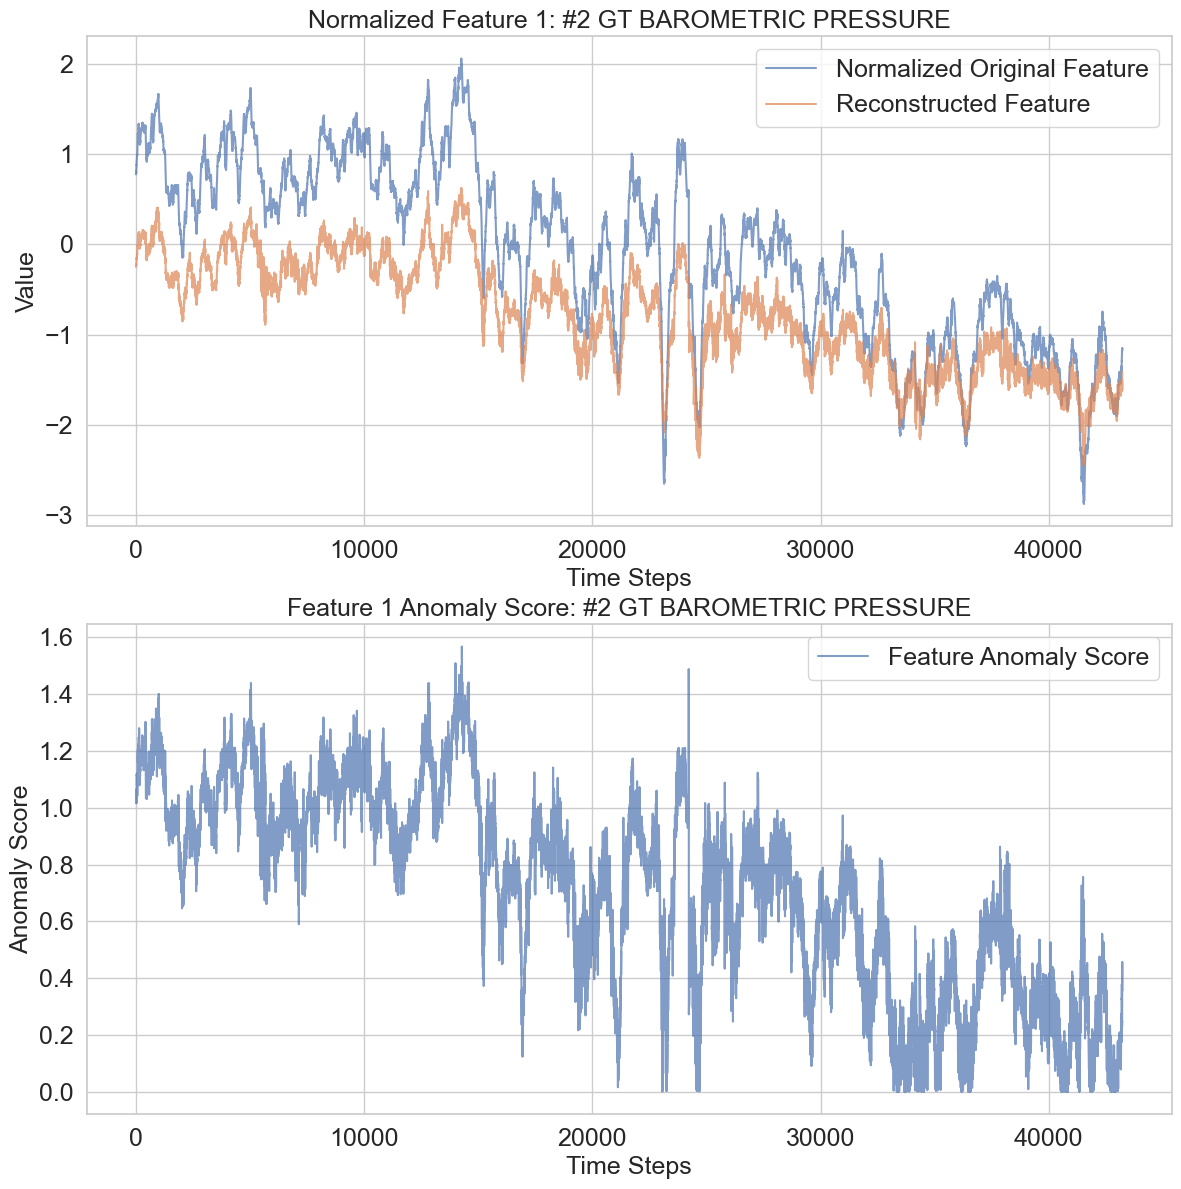 Normalized Feature 1: #2 GT BAROMETRIC PRESSURE
Normalized Original Feature
Reconstructed Feature
Value
2
1
0
−1
−2
−3
0 10000 20000 30000 40000
Time Steps
Feature 1 Anomaly Score: #2 GT BAROMETRIC PRESSURE
Feature Anomaly Score
Anomaly Score
1.6
1.4
1.2
1.0
0.8
0.6
0.4
0.2
0.0
0 10000 20000 30000 40000
Time Steps